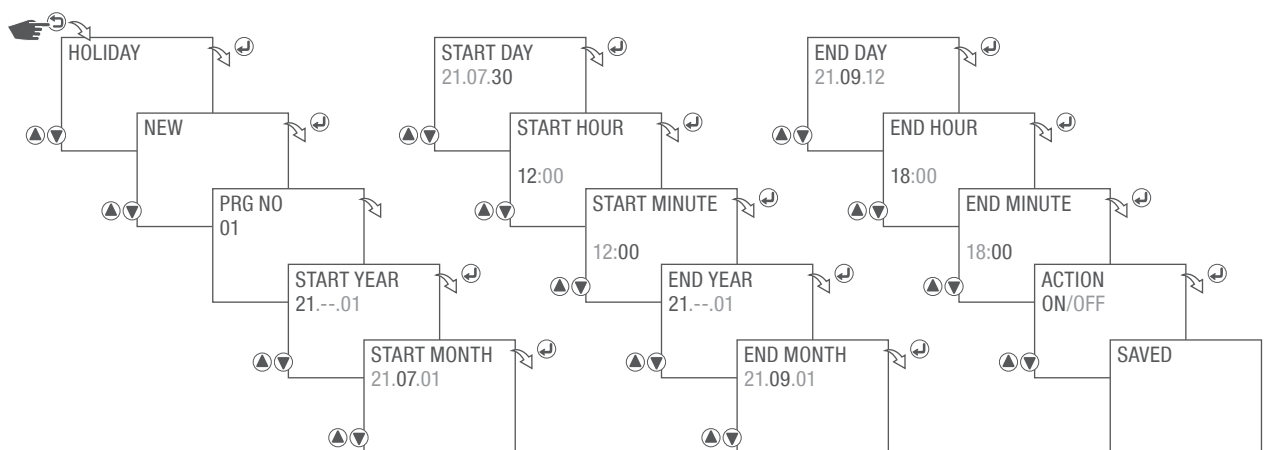 HOLIDAY
NEW
PRG NO
01
START YEAR
21.--.01
START MONTH
21.07.01
START DAY
21.07.30
START HOUR
12:00
START MINUTE
12:00
END YEAR
21.--.01
END MONTH
21.09.01
END DAY
21.09.12
END HOUR
18:00
END MINUTE
18:00
ACTION
ON/OFF
SAVED